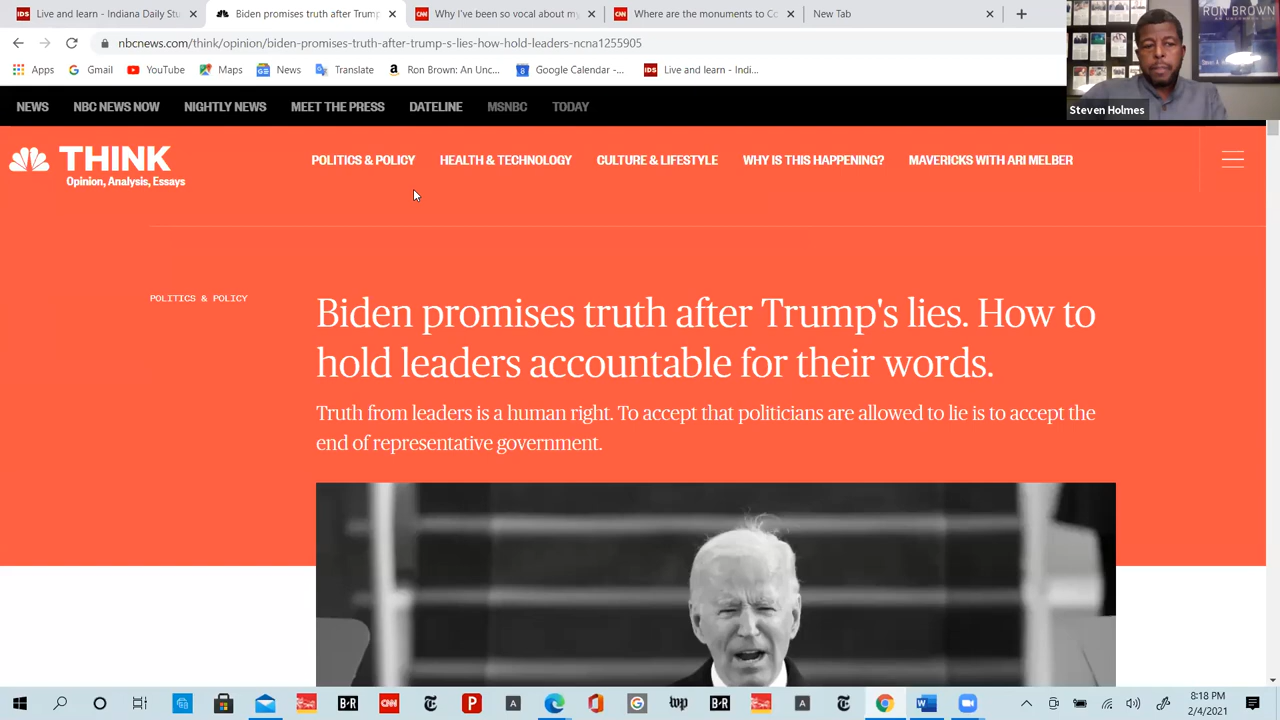 Live and learn - Indiana Daily Stu
Biden promises truth after Trump
Why I've been so vocal about
Where are the monuments to Co
New Tab
nbcnews.com/think/opinion/biden-promises-truth-after-trump-s-lies-how-hold-leaders-ncna1255905
Apps
Gmail
YouTube
Maps
News
Translate
Ron Brown An Unc...
Google Calendar -...
Live and learn - Indi...
RON BROWN
Steven Holmes
NEWS
NBC NEWS NOW
NIGHTLY NEWS
MEET THE PRESS
DATELINE
MSNBC
TODAY
THINK
Opinion, Analysis, Essays
POLITICS & POLICY
HEALTH & TECHNOLOGY
CULTURE & LIFESTYLE
WHY IS THIS HAPPENING?
MAVERICKS WITH ARI MELBER
POLITICS & POLICY
Biden promises truth after Trump's lies. How to
hold leaders accountable for their words.
Truth from leaders is a human right. To accept that politicians are allowed to lie is to accept the
end of representative government.
8:18 PM
2/4/2021